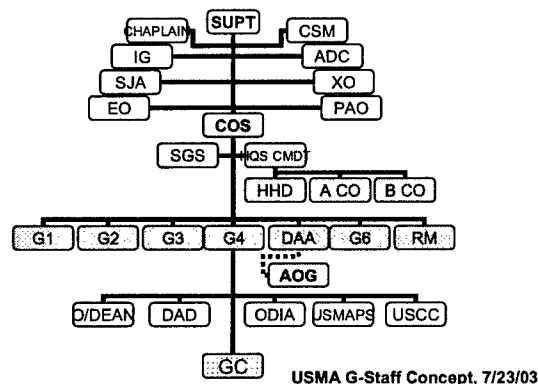 SUPT
CHAPLAIN
CSM
IG
ADC
SJA
XO
EO
PAO
COS
SGS
HQS CMDT
HHD
A CO
B CO
G1
G2
G3
G4
DAA
G6
RM
AOG
O/DEAN
DAD
ODIA
USMAPS
USCC
GC
USMA G-Staff Concept, 7/23/03